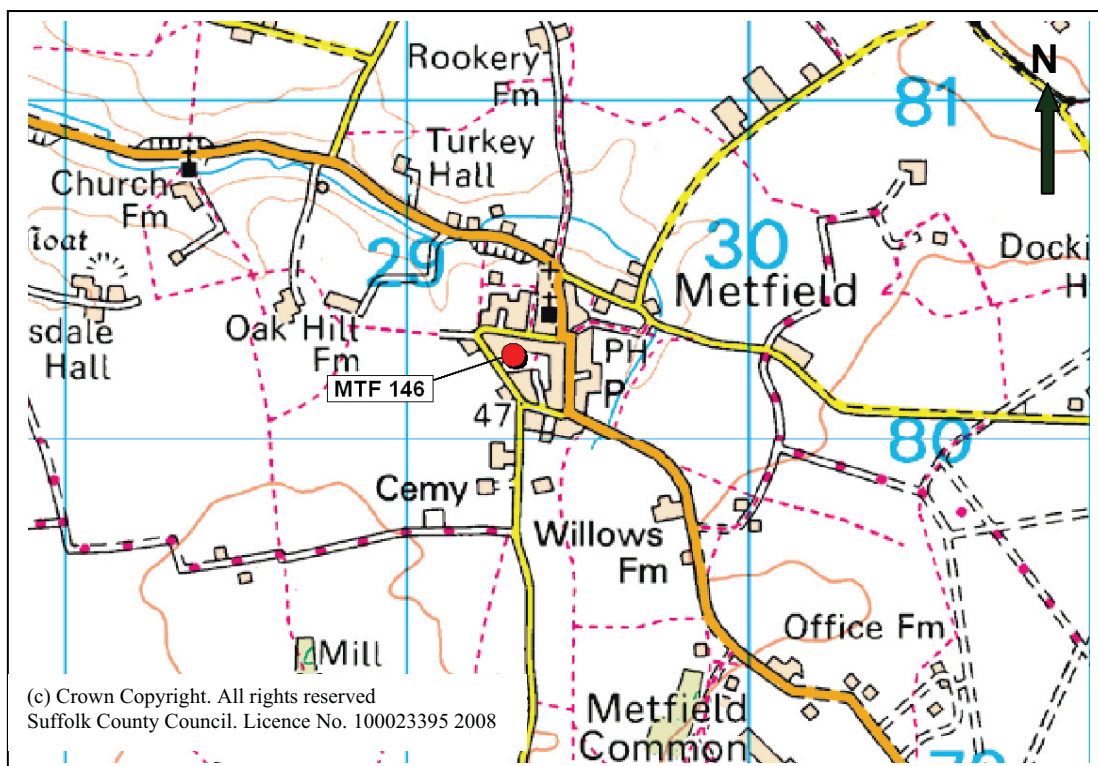 Rookery
Fm
N
81
Turkey
Hall
Church
Fm
29
30
Metfield
Oak Hill
Fm
sdale
Hall
PH
P
MTF 146
47
80
Cemy
Willows
Fm
Office Fm
Mill
Metfield
Common
(c) Crown Copyright. All rights reserved
Suffolk County Council. Licence No. 100023395 2008